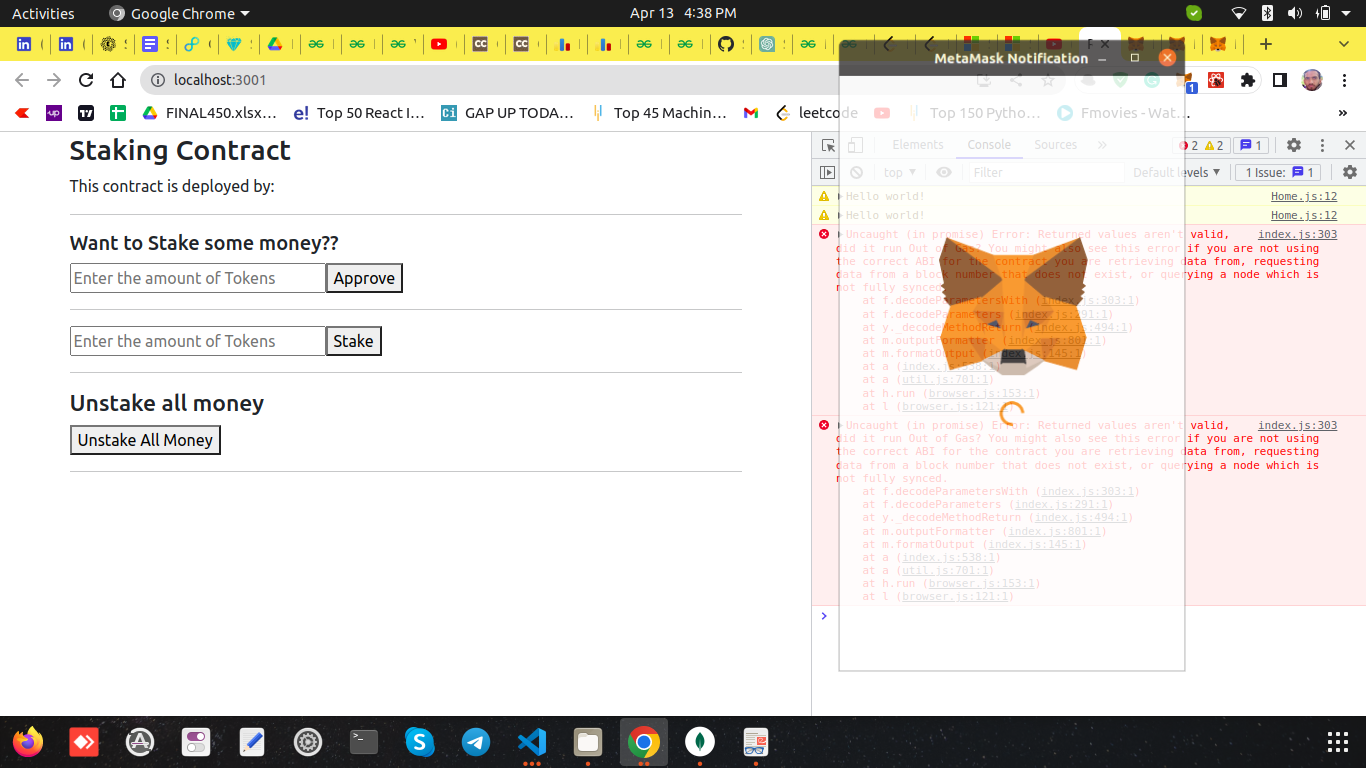 Activities
Google Chrome
Apr 13 4:38 PM
localhost:3001
1
up
FINAL450.xlsx…
e! Top 50 React I…
Ci GAP UP TODA…
Top 45 Machin…
leetcode
Top 150 Pytho…
Fmovies - Wat…
»
MetaMask Notification
Staking Contract
This contract is deployed by:
Want to Stake some money??
Enter the amount of Tokens
Approve
Enter the amount of Tokens
Stake
Unstake all money
Unstake All Money
Elements
Console
Sources
»
2
2
1
top
Filter
Default levels
1 Issue: 1
Hello world! Home.js:12
Hello world! Home.js:12
Uncaught (in promise) Error: Returned values aren't valid, index.js:303
did it run Out of Gas? You might also see this error if you are not using
the correct ABI for the contract you are retrieving data from, requesting
data from a block number that does not exist, or querying a node which is
not fully synced.
at f.decodeParametersWith (index.js:303:1)
at f.decodeParameters (index.js:291:1)
at y._decodeMethodReturn (index.js:494:1)
at m.outputFormatter (index.js:801:1)
at m.formatOutput (index.js:145:1)
at a (index.js:538:1)
at a (util.js:701:1)
at h.run (browser.js:153:1)
at l (browser.js:121:1)
Uncaught (in promise) Error: Returned values aren't valid, index.js:303
did it run Out of Gas? You might also see this error if you are not using
the correct ABI for the contract you are retrieving data from, requesting
data from a block number that does not exist, or querying a node which is
not fully synced.
at f.decodeParametersWith (index.js:303:1)
at f.decodeParameters (index.js:291:1)
at y._decodeMethodReturn (index.js:494:1)
at m.outputFormatter (index.js:801:1)
at m.formatOutput (index.js:145:1)
at a (index.js:538:1)
at a (util.js:701:1)
at h.run (browser.js:153:1)
at l (browser.js:121:1)